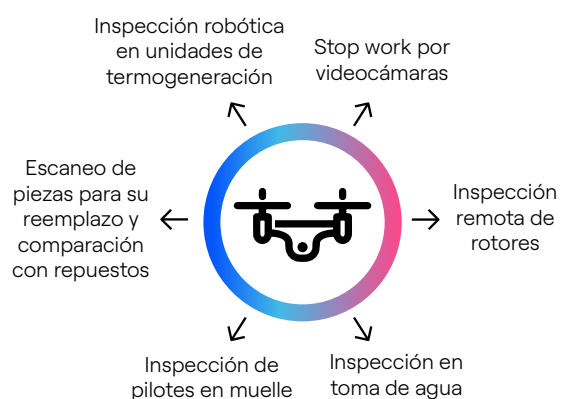 Inspección robótica
en unidades de
termogeneración
Stop work por
videocámaras
Escaneo de
piezas para su
reemplazo y
comparación
con repuestos
Inspección
remota de
rotores
Inspección de
pilotes en muelle
Inspección en
toma de agua